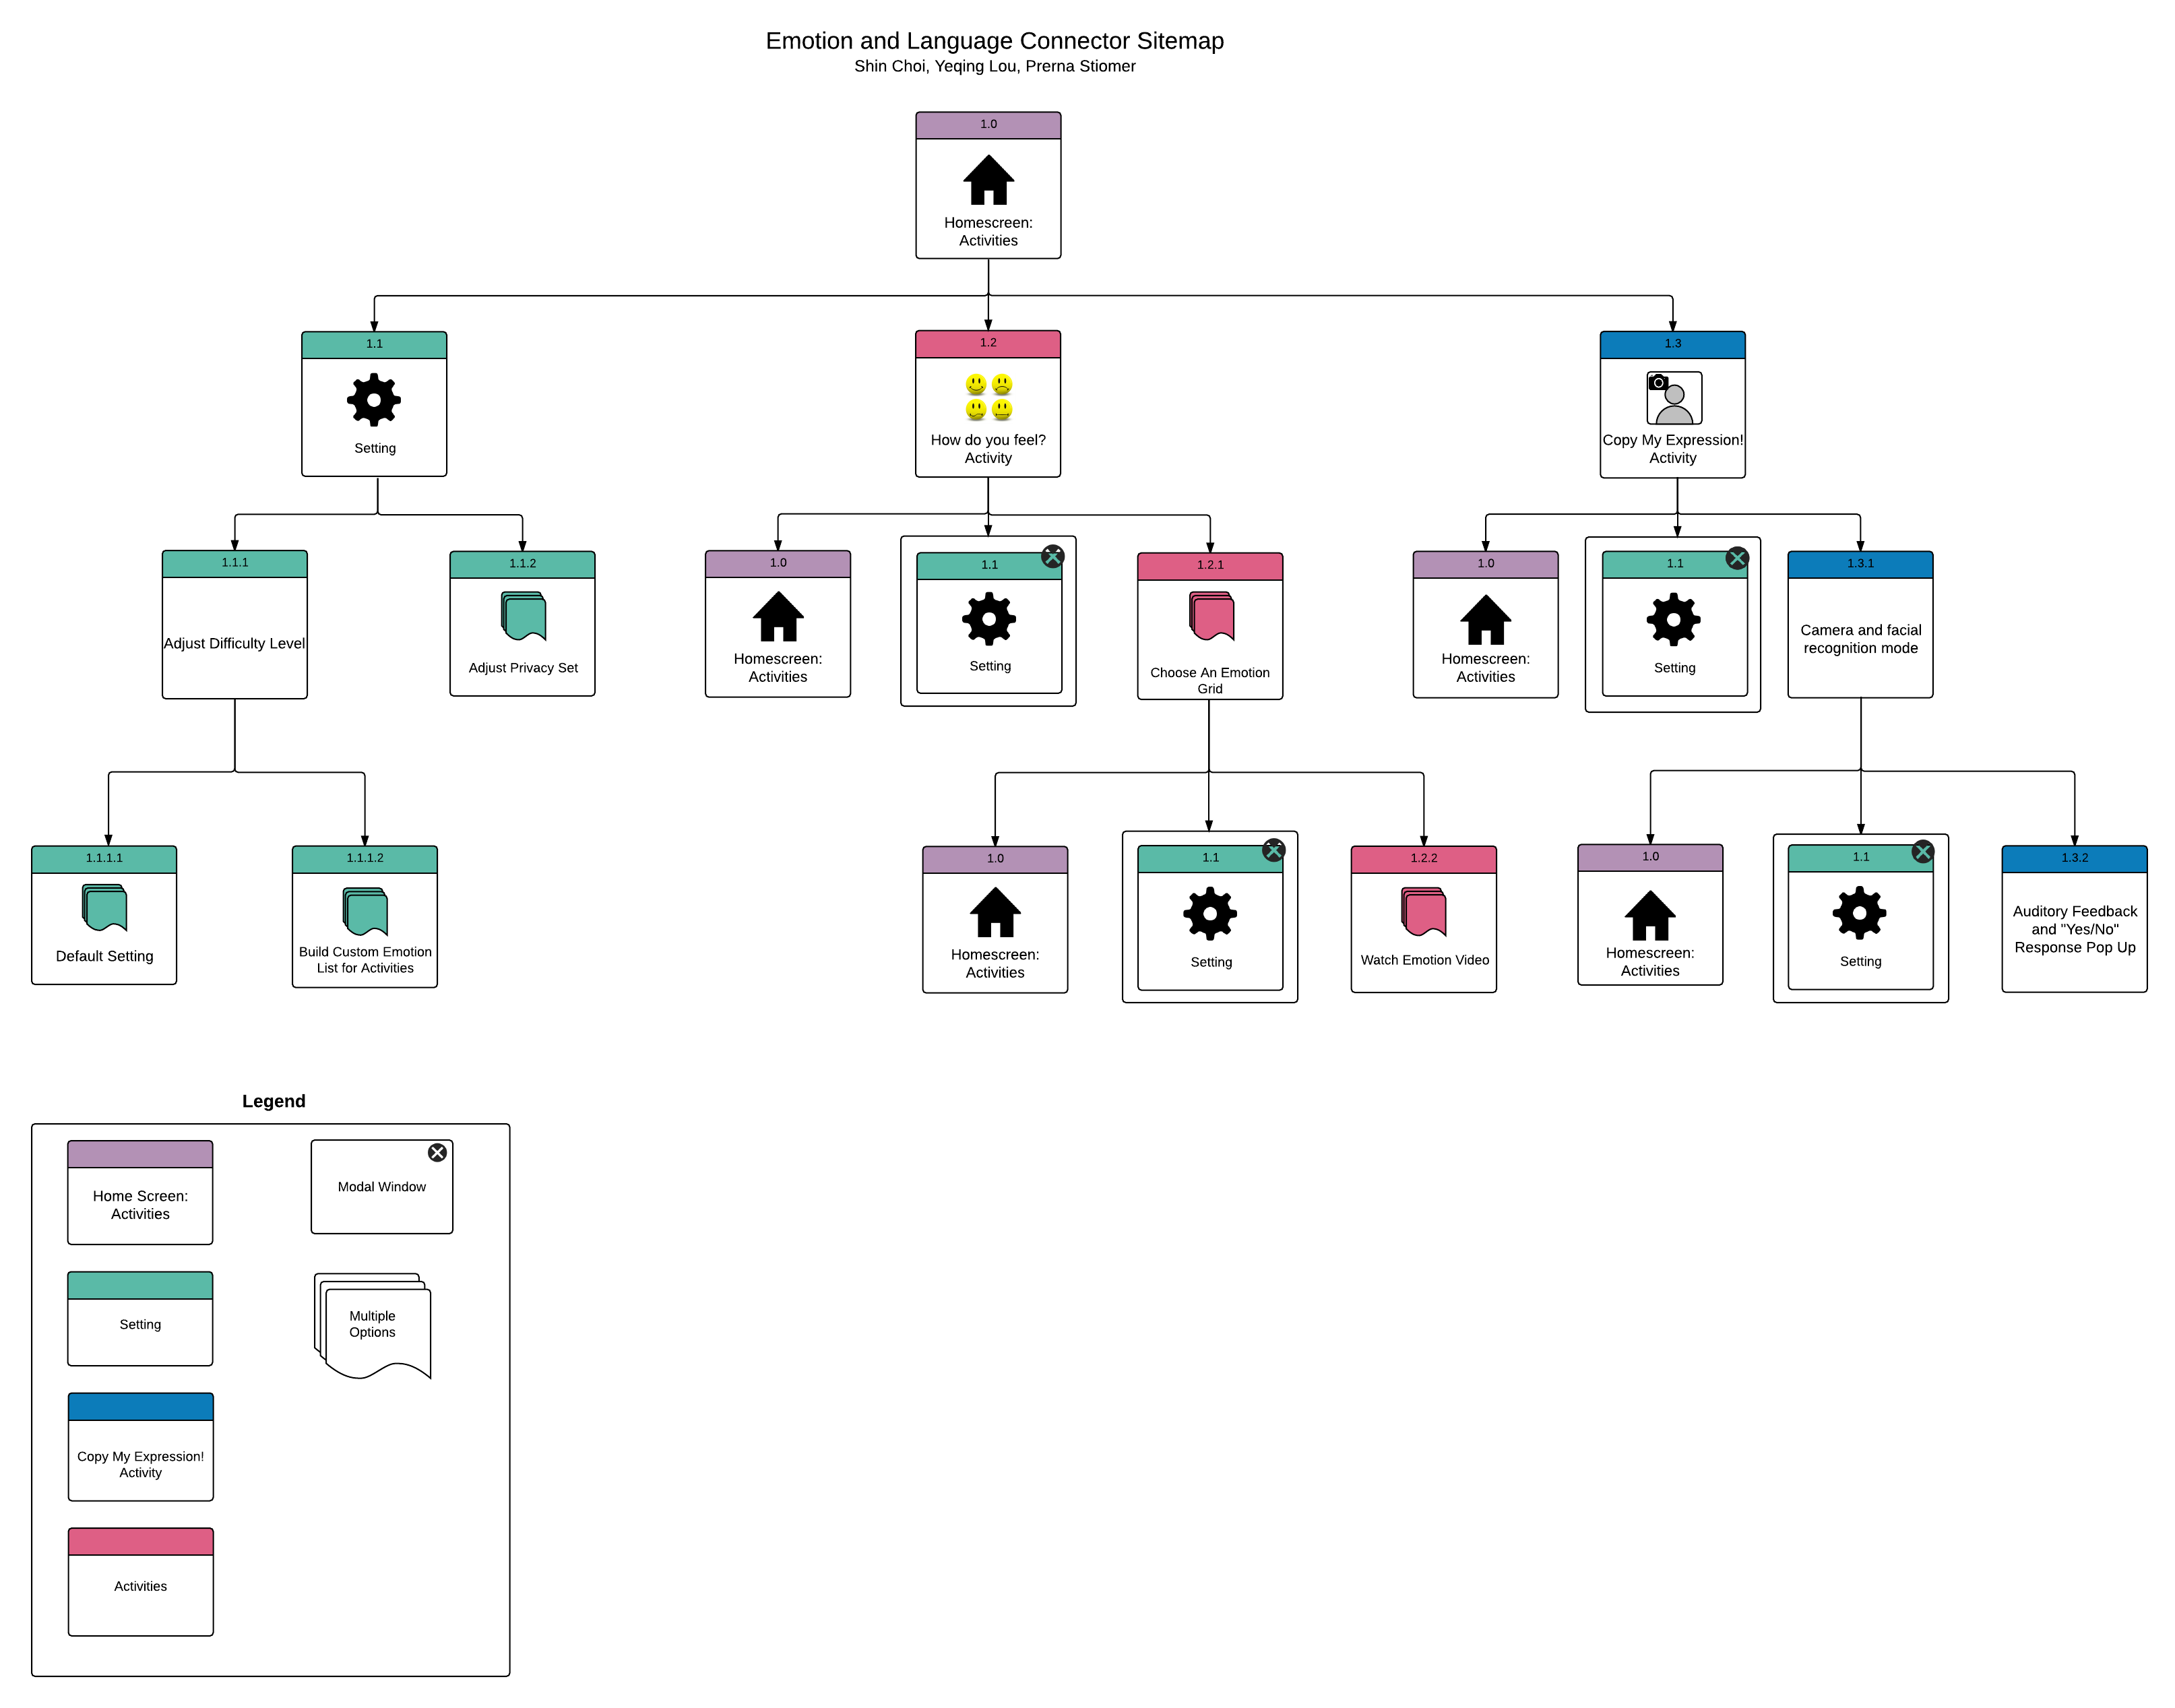 Emotion and Language Connector Sitemap
Shin Choi, Yeqing Lou, Prerna Stiomer
1.0
Homescreen:
Activities
1.1
Setting
1.2
How do you feel?
Activity
1.3
Copy My Expression!
Activity
1.1.1
Adjust Difficulty Level
1.1.2
Adjust Privacy Set
1.0
Homescreen:
Activities
1.1
Setting
1.2.1
Choose An Emotion
Grid
1.0
Homescreen:
Activities
1.1
Setting
1.3.1
Camera and facial
recognition mode
1.1.1.1
Default Setting
1.1.1.2
Build Custom Emotion
List for Activities
1.0
Homescreen:
Activities
1.1
Setting
1.2.2
Watch Emotion Video
1.0
Homescreen:
Activities
1.1
Setting
1.3.2
Auditory Feedback
and "Yes/No"
Response Pop Up
Legend
Home Screen:
Activities
Modal Window
Setting
Multiple
Options
Copy My Expression!
Activity
Activities